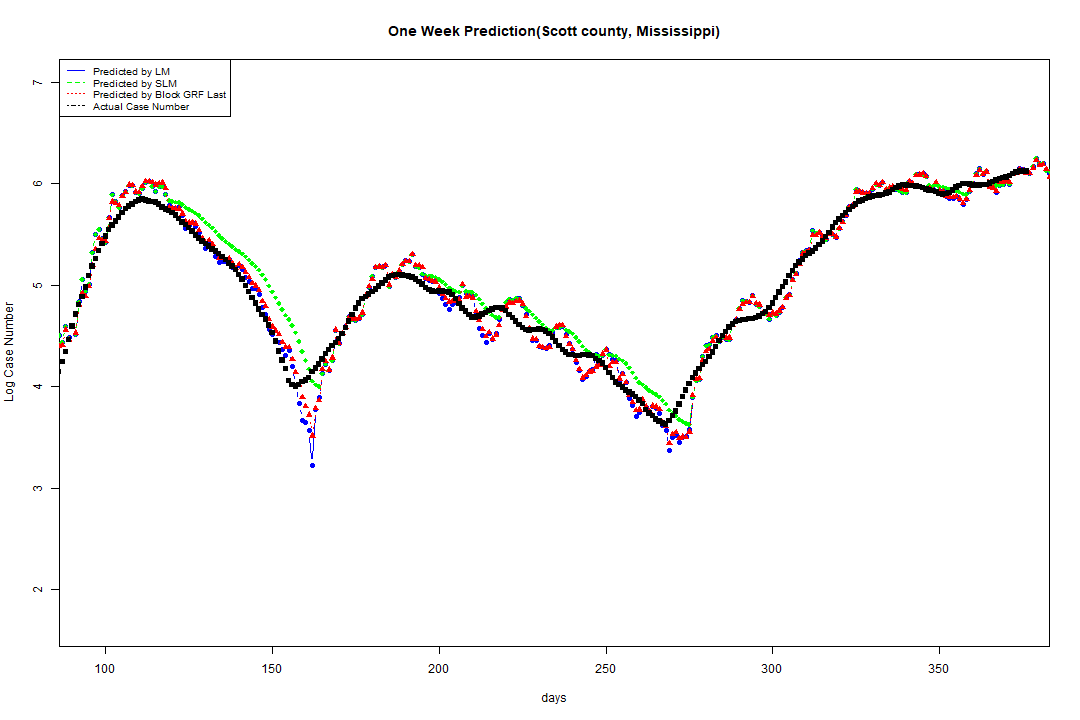 One Week Prediction(Scott county, Mississippi)
Predicted by LM
Predicted by SLM
Predicted by Block GRF Last
Actual Case Number
7
6
5
4
3
2
Log Case Number
100 150 200 250 300 350
days